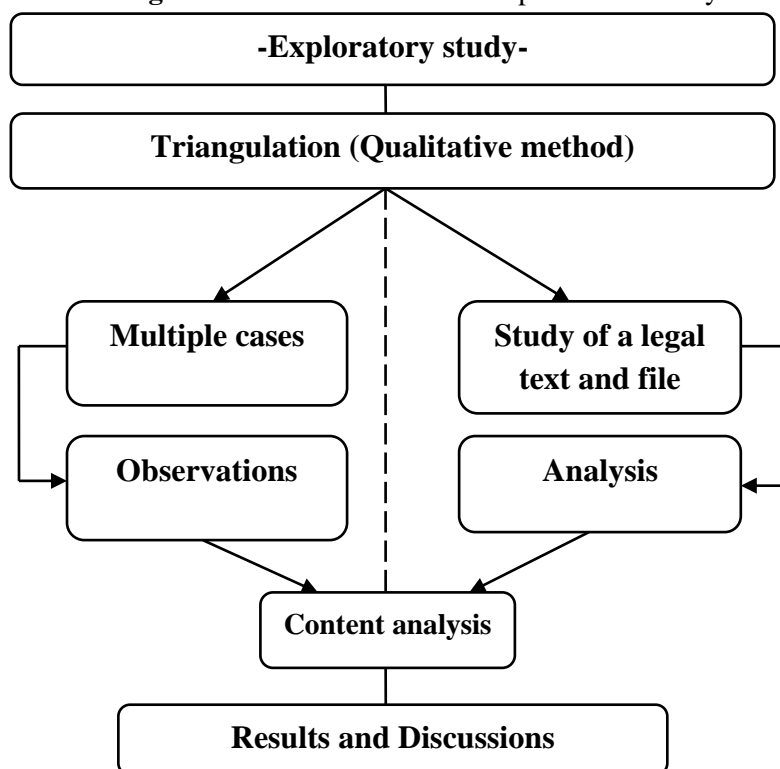 -Exploratory study-
Triangulation (Qualitative method)
Multiple cases
Study of a legal
text and file
Observations
Analysis
Content analysis
Results and Discussions